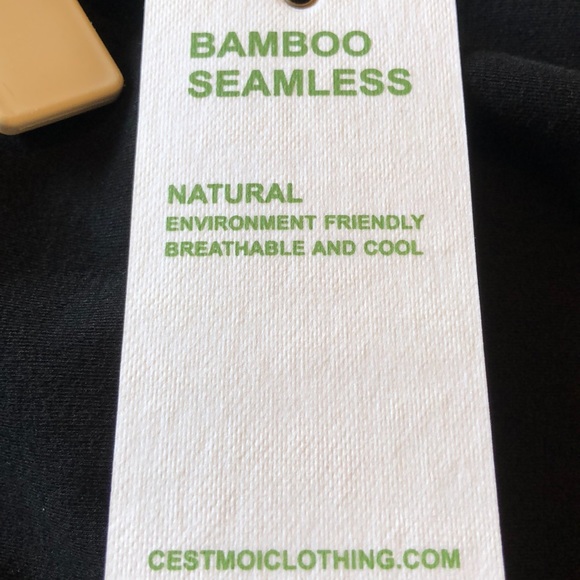 BAMBOO
SEAMLESS
NATURAL
ENVIRONMENT FRIENDLY
BREATHABLE AND COOL
CESTMOICLOTHING.COM